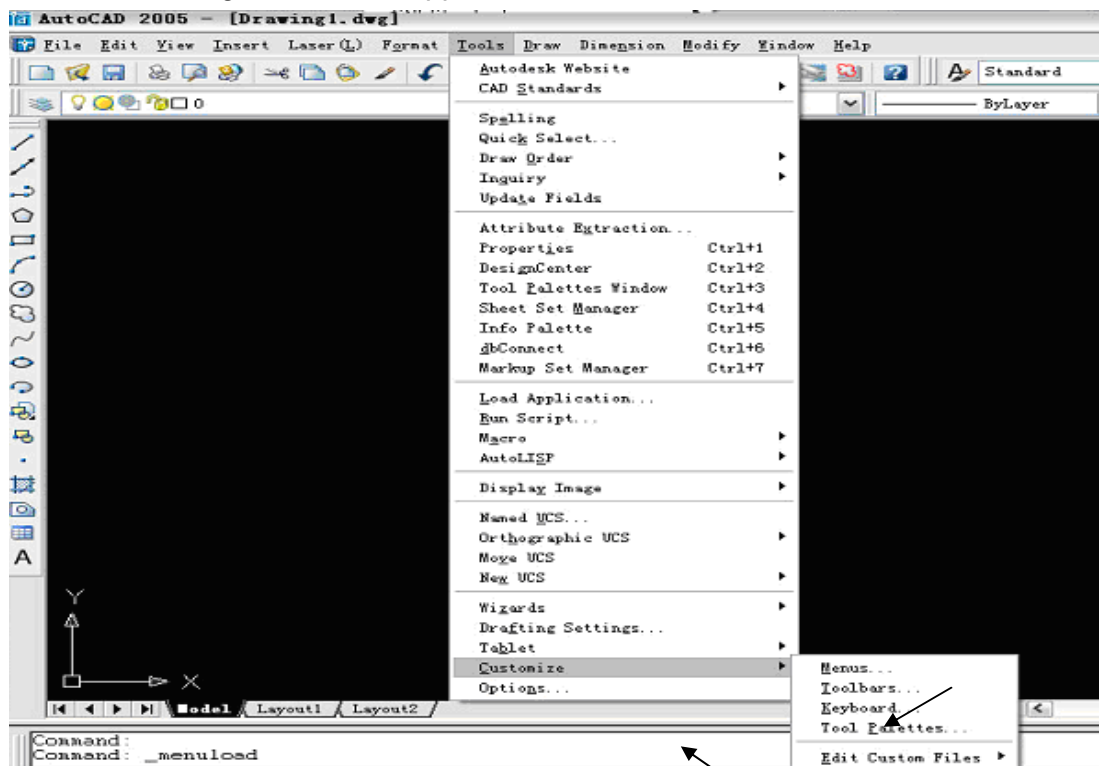 AutoCAD 2005 - [Drawing1.dwg]
File Edit View Insert Laser(L) Format Tools Draw Dimension Modify Window Help
Standard
0
ByLayer
Autodesk Website
CAD Standards
Spelling
Quick Select...
Draw Order
Inquiry
Update Fields
Attribute Extraction...
Properties Ctrl+1
DesignCenter Ctrl+2
Tool Palettes Window Ctrl+3
Sheet Set Manager Ctrl+4
Info Palette Ctrl+5
dbConnect Ctrl+6
Markup Set Manager Ctrl+7
Load Application...
Run Script...
Macro
AutoLISP
Display Image
Named UCS...
Orthographic UCS
Move UCS
New UCS
Wizards
Drafting Settings...
Tablet
Customize
Options...
Menus...
Toolbars...
Keyboard...
Tool Palettes...
Edit Custom Files
A
Y
X
Model Layout1 Layout2
Command:
Command: _menuload